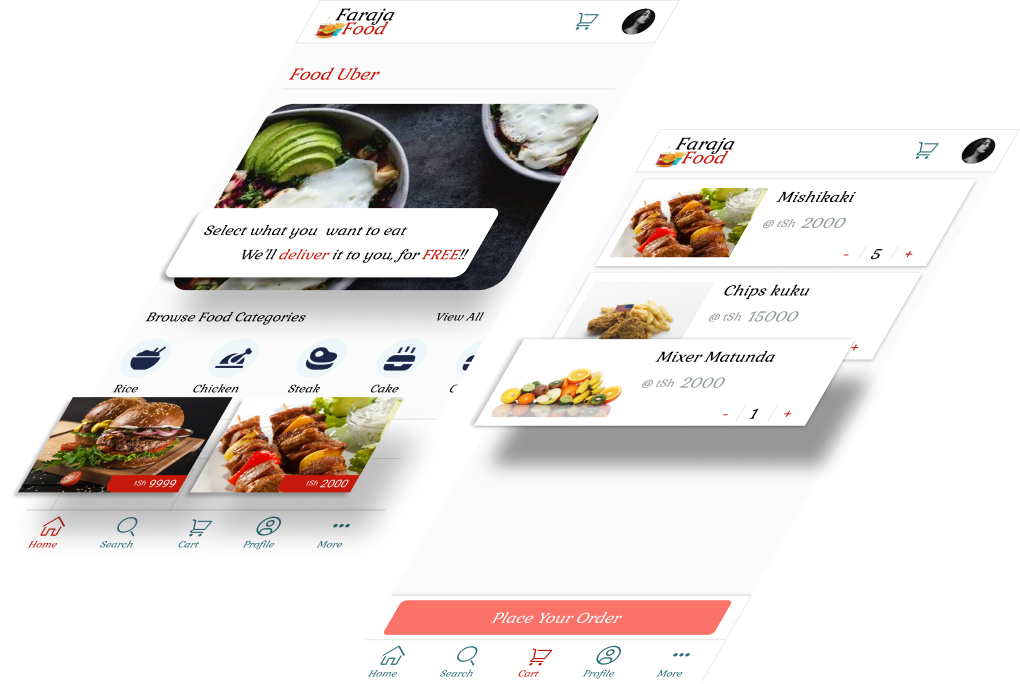 Faraja
Food
Food Uber
Select what you want to eat
We'll deliver it to you, for FREE!!
Browse Food Categories
View All
Rice
Chicken
Steak
Cake
C
tSh 9999
tSh 2000
Home
Search
Cart
Profile
More
Faraja
Food
Mishikaki
@ tSh 2000
- 5 +
Chips kuku
@ tSh 15000
+
Mixer Matunda
@ tSh 2000
- 1 +
Place Your Order
Home
Search
Cart
Profile
More